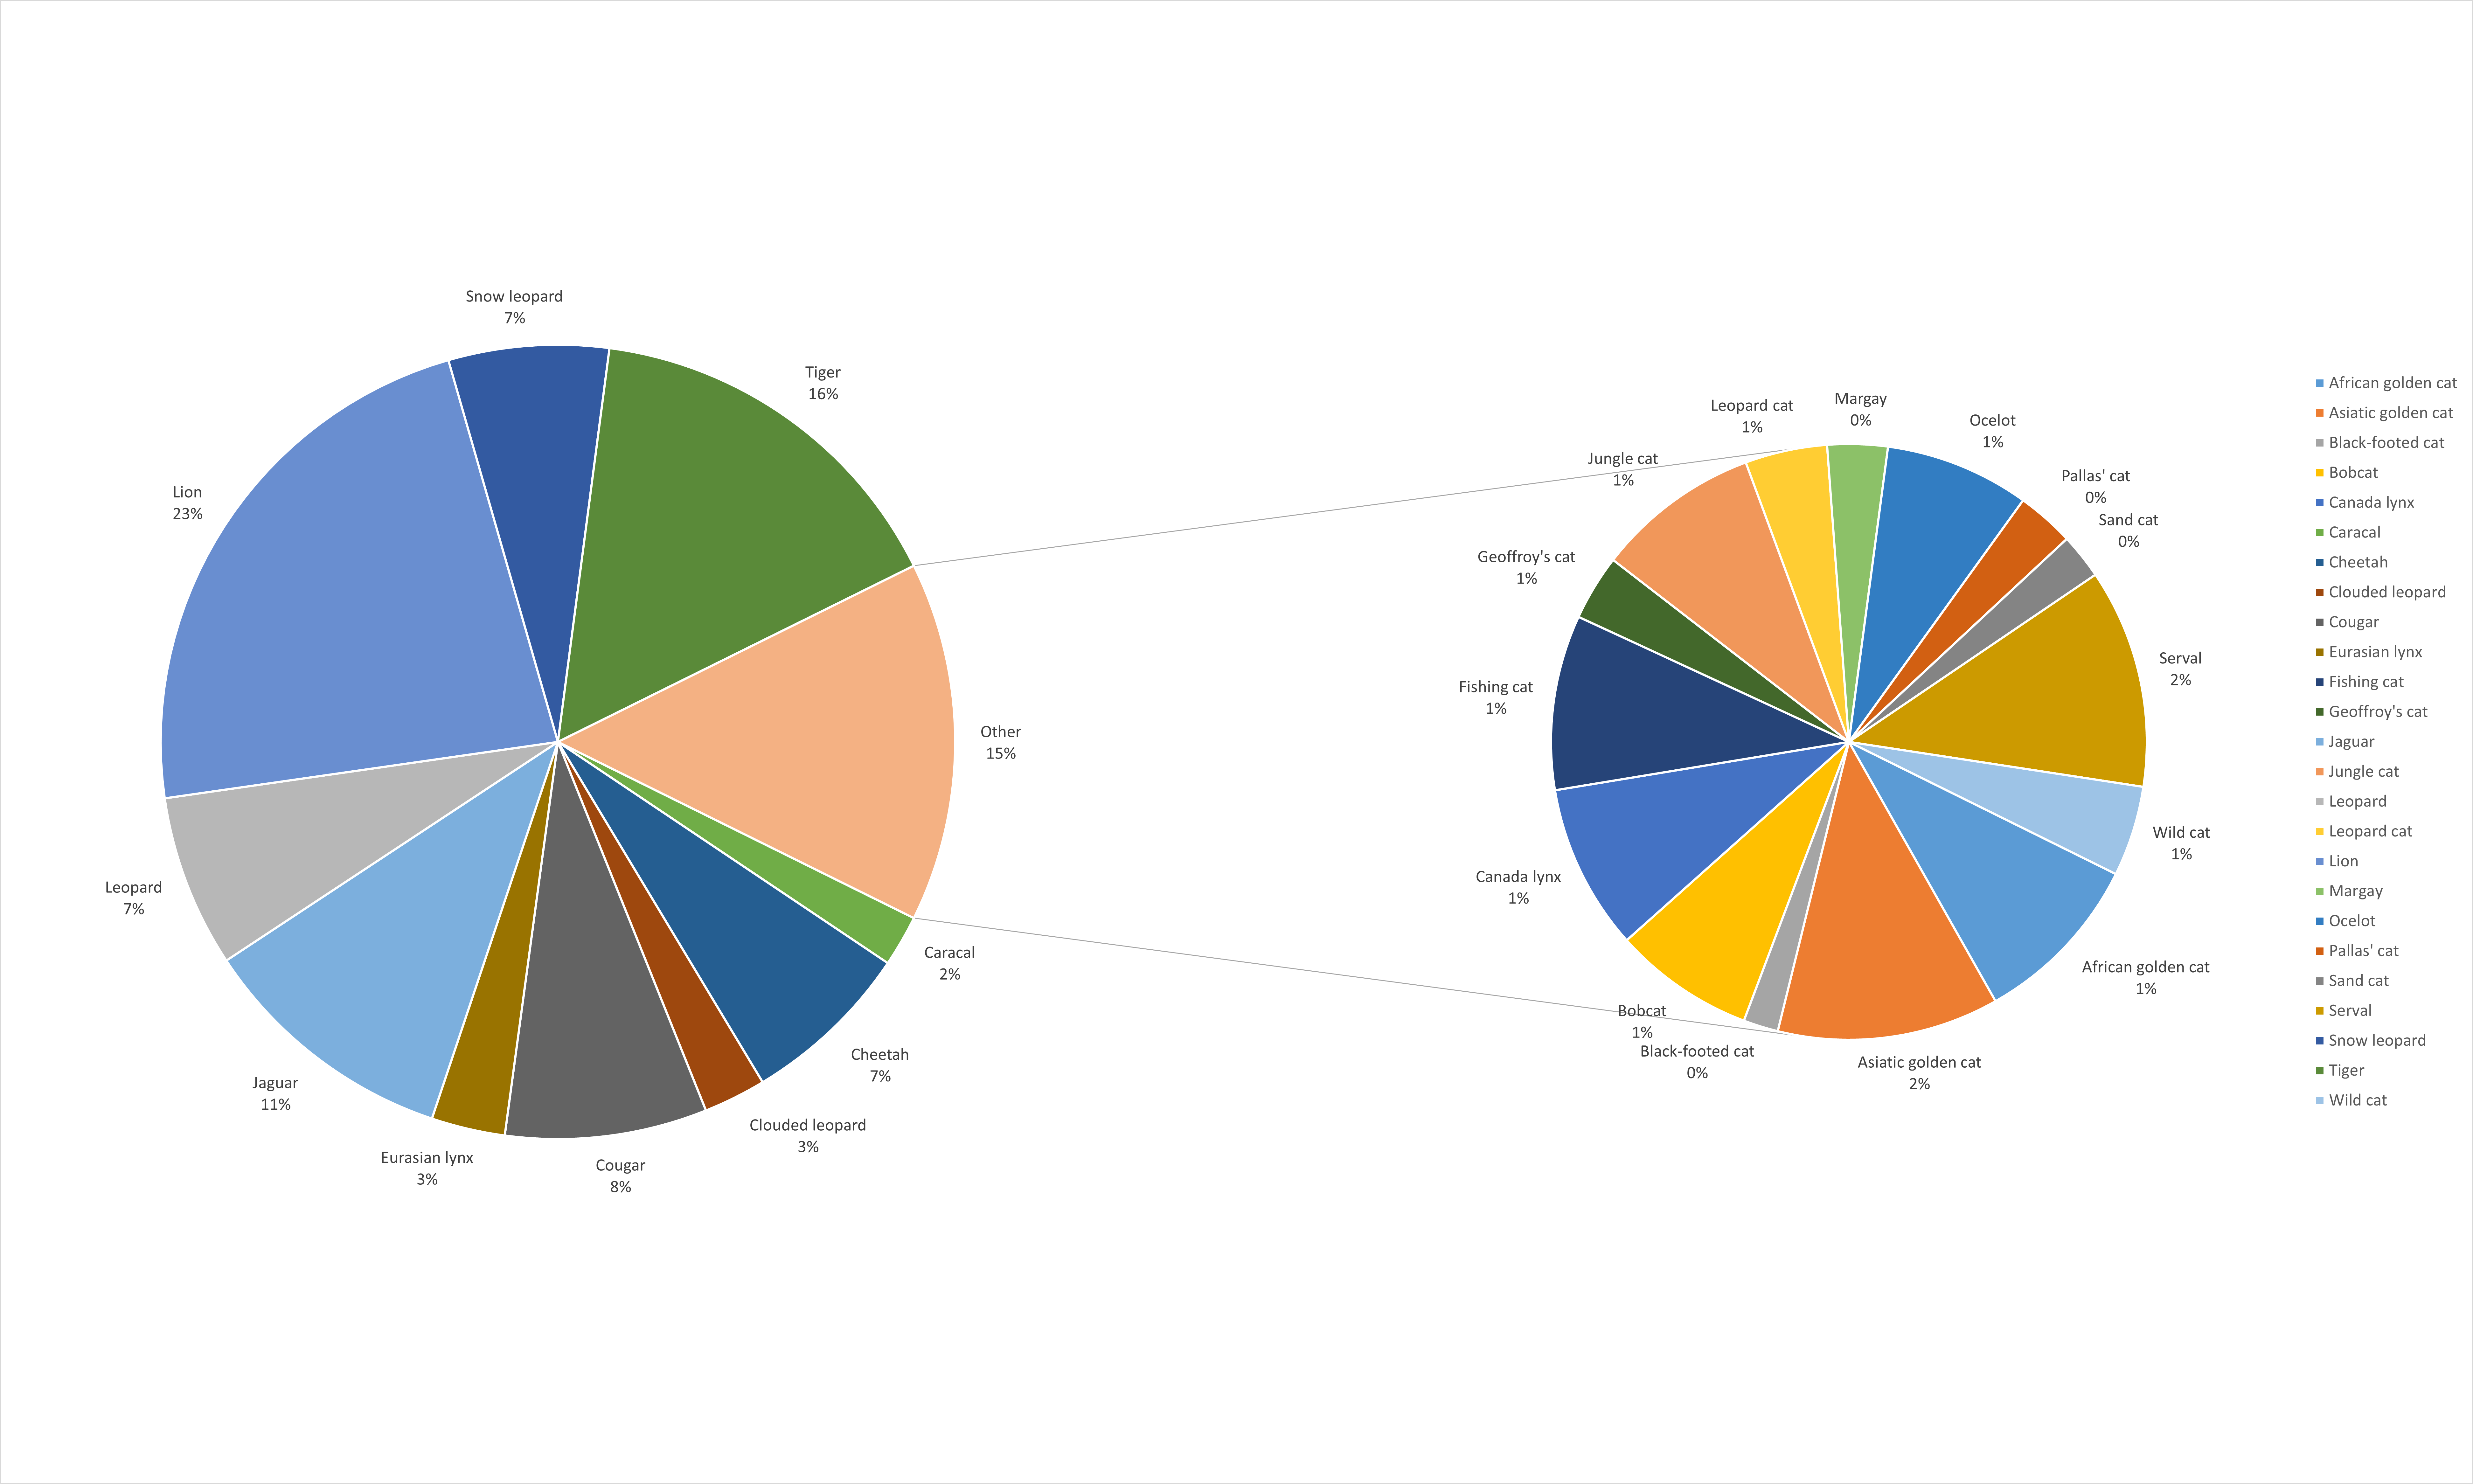 Snow leopard
7%
Tiger
16%
Lion
23%
Other
15%
Leopard
7%
Caracal
2%
Cheetah
7%
Jaguar
11%
Clouded leopard
3%
Eurasian lynx
3%
Cougar
8%
Margay
0%
Leopard cat
1%
Ocelot
1%
Jungle cat
1%
Pallas' cat
0%
Sand cat
0%
Geoffroy's cat
1%
Serval
2%
Fishing cat
1%
Wild cat
1%
Canada lynx
1%
African golden cat
1%
Bobcat
1%
Black-footed cat
0%
Asiatic golden cat
2%
African golden cat
Asiatic golden cat
Black-footed cat
Bobcat
Canada lynx
Caracal
Cheetah
Clouded leopard
Cougar
Eurasian lynx
Fishing cat
Geoffroy's cat
Jaguar
Jungle cat
Leopard
Leopard cat
Lion
Margay
Ocelot
Pallas' cat
Sand cat
Serval
Snow leopard
Tiger
Wild cat